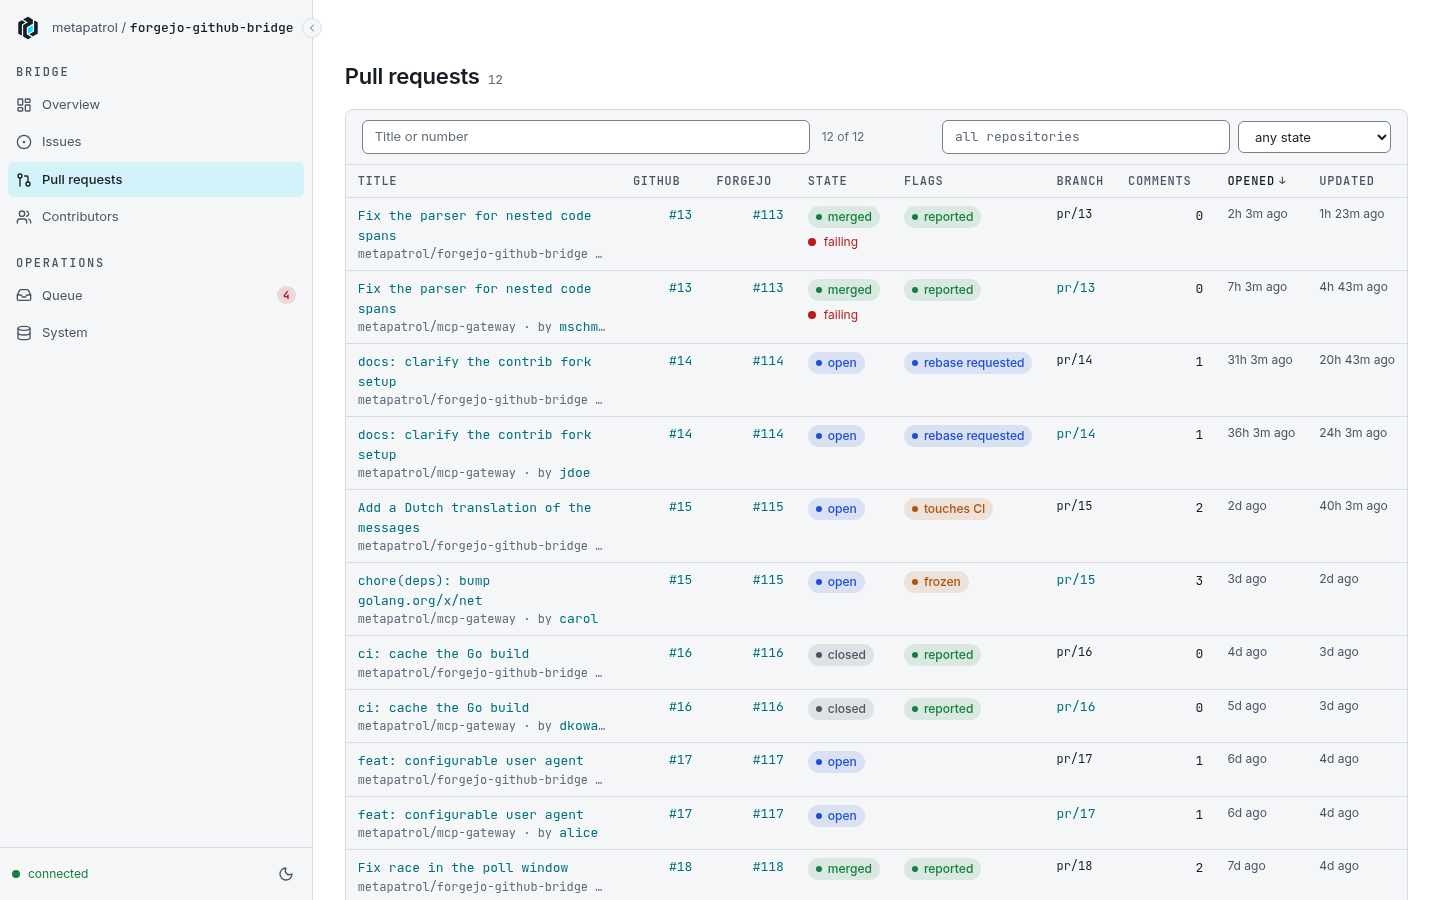 metapatrol / forgejo-github-bridge
BRIDGE
Overview
Issues
Pull requests
Contributors
OPERATIONS
Queue 4
System
connected
Pull requests 12
Title or number 12 of 12 all repositories any state
TITLE GITHUB FORGEJO STATE FLAGS BRANCH COMMENTS OPENED ↓ UPDATED
Fix the parser for nested code #13 #113 merged reported pr/13 0 2h 3m ago 1h 23m ago
spans failing
metapatrol/forgejo-github-bridge …
Fix the parser for nested code #13 #113 merged reported pr/13 0 7h 3m ago 4h 43m ago
spans failing
metapatrol/mcp-gateway · by mschm…
docs: clarify the contrib fork #14 #114 open rebase requested pr/14 1 31h 3m ago 20h 43m ago
setup
metapatrol/forgejo-github-bridge …
docs: clarify the contrib fork #14 #114 open rebase requested pr/14 1 36h 3m ago 24h 3m ago
setup
metapatrol/mcp-gateway · by jdoe
Add a Dutch translation of the #15 #115 open touches CI pr/15 2 2d ago 40h 3m ago
messages
metapatrol/forgejo-github-bridge …
chore(deps): bump #15 #115 open frozen pr/15 3 3d ago 2d ago
golang.org/x/net
metapatrol/mcp-gateway · by carol
ci: cache the Go build #16 #116 closed reported pr/16 0 4d ago 3d ago
metapatrol/forgejo-github-bridge …
ci: cache the Go build #16 #116 closed reported pr/16 0 5d ago 3d ago
metapatrol/mcp-gateway · by dkowa…
feat: configurable user agent #17 #117 open pr/17 1 6d ago 4d ago
metapatrol/forgejo-github-bridge …
feat: configurable user agent #17 #117 open pr/17 1 6d ago 4d ago
metapatrol/mcp-gateway · by alice
Fix race in the poll window #18 #118 merged reported pr/18 2 7d ago 4d ago
metapatrol/forgejo-github-bridge …